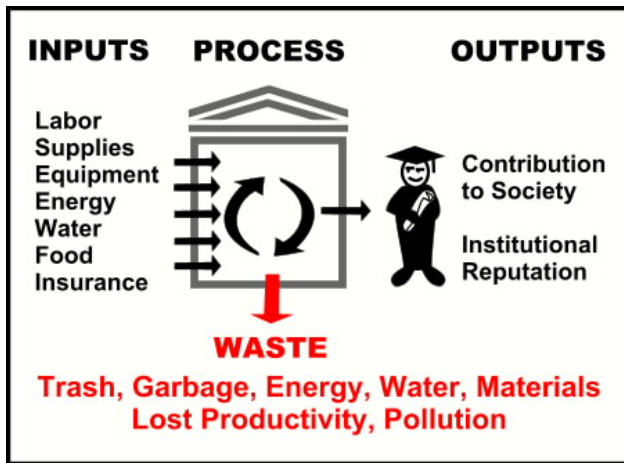 INPUTS PROCESS OUTPUTS
Labor
Supplies
Equipment
Energy
Water
Food
Insurance
Contribution
to Society
Institutional
Reputation
WASTE
Trash, Garbage, Energy, Water, Materials
Lost Productivity, Pollution